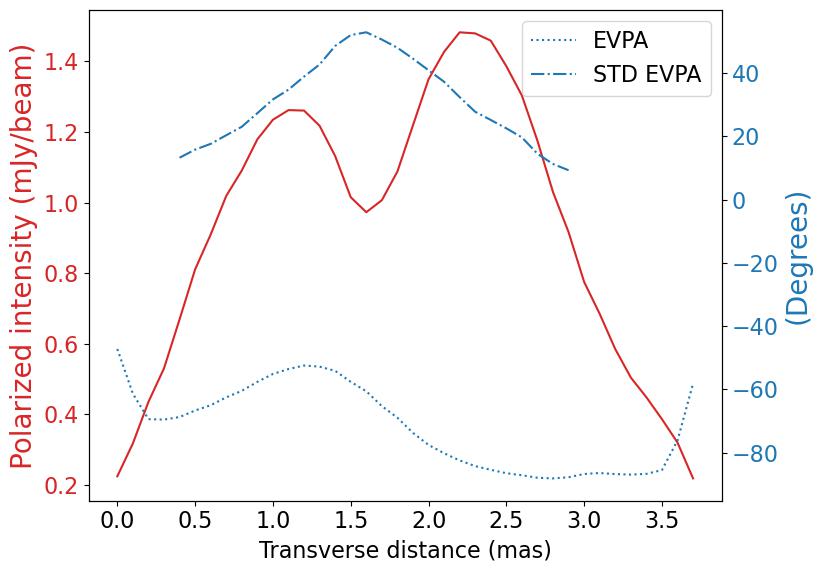 EVPA
STD EVPA
Polarized intensity (mJy/beam)
1.4
1.2
1.0
0.8
0.6
0.4
0.2
40
20
0
−20
−40
−60
−80
(Degrees)
0.0 0.5 1.0 1.5 2.0 2.5 3.0 3.5
Transverse distance (mas)